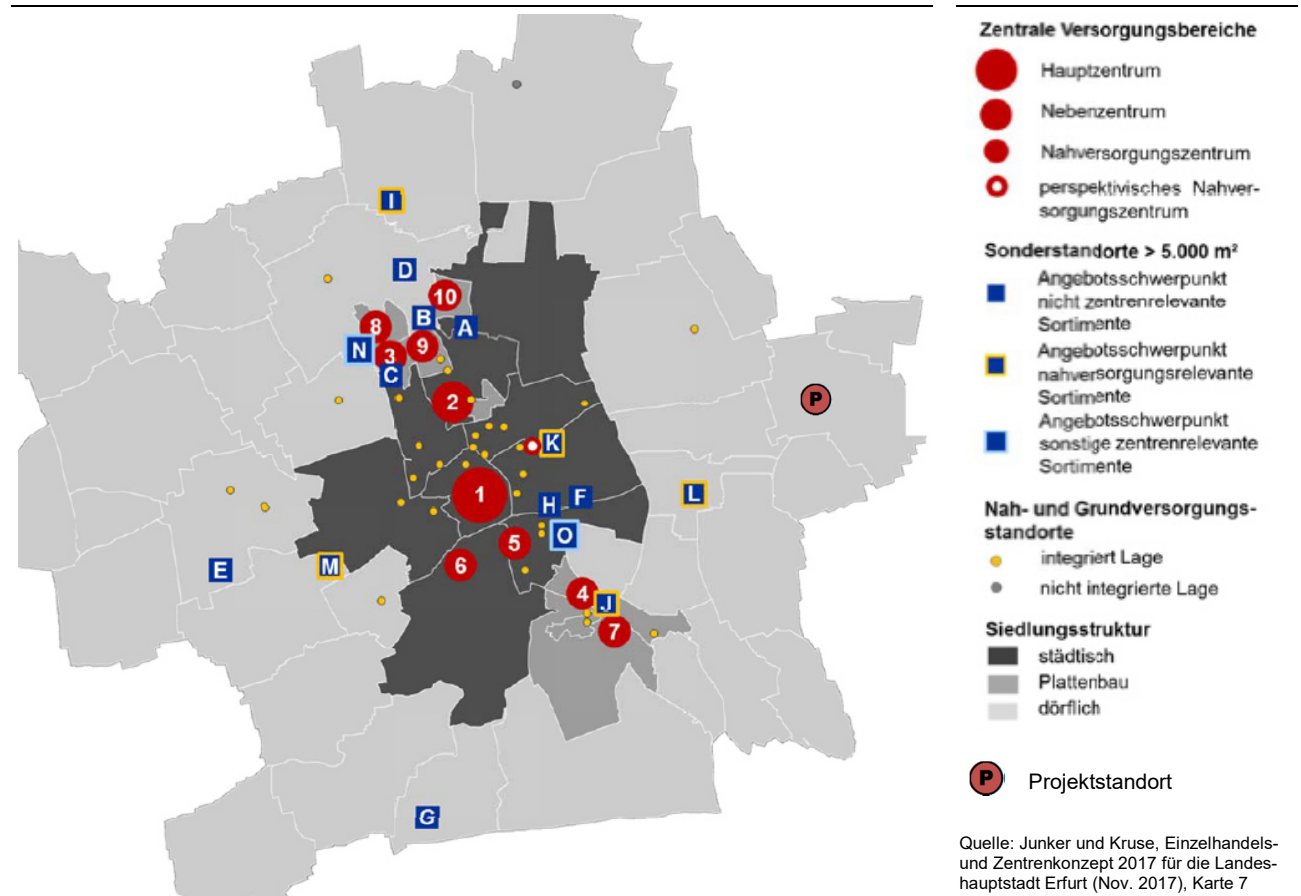 I
D
10
B
A
8
9
N
3
C
2
P
K
1
L
H
F
O
5
6
M
E
4
J
7
G
Zentrale Versorgungsbereiche
Hauptzentrum
Nebenzentrum
Nahversorgungszentrum
perspektivisches Nahver-
sorgungszentrum
Sonderstandorte > 5.000 m²
Angebotsschwerpunkt
nicht zentrenrelevante
Sortimente
Angebotsschwerpunkt
nahversorgungsrelevante
Sortimente
Angebotsschwerpunkt
sonstige zentrenrelevante
Sortimente
Nah- und Grundversorgungs-
standorte
integriert Lage
nicht integrierte Lage
Siedlungsstruktur
städtisch
Plattenbau
dörflich
P Projektstandort
Quelle: Junker und Kruse, Einzelhandels-
und Zentrenkonzept 2017 für die Landes-
hauptstadt Erfurt (Nov. 2017), Karte 7